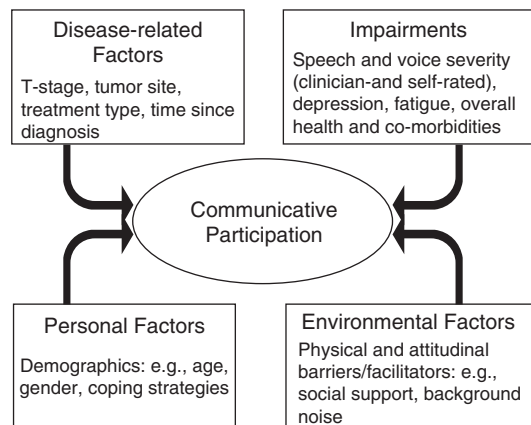 Disease-related
Factors
T-stage, tumor site,
treatment type, time since
diagnosis
Impairments
Speech and voice severity
(clinician-and self-rated),
depression, fatigue, overall
health and co-morbidities
Communicative
Participation
Personal Factors
Demographics: e.g., age,
gender, coping strategies
Environmental Factors
Physical and attitudinal
barriers/facilitators: e.g.,
social support, background
noise